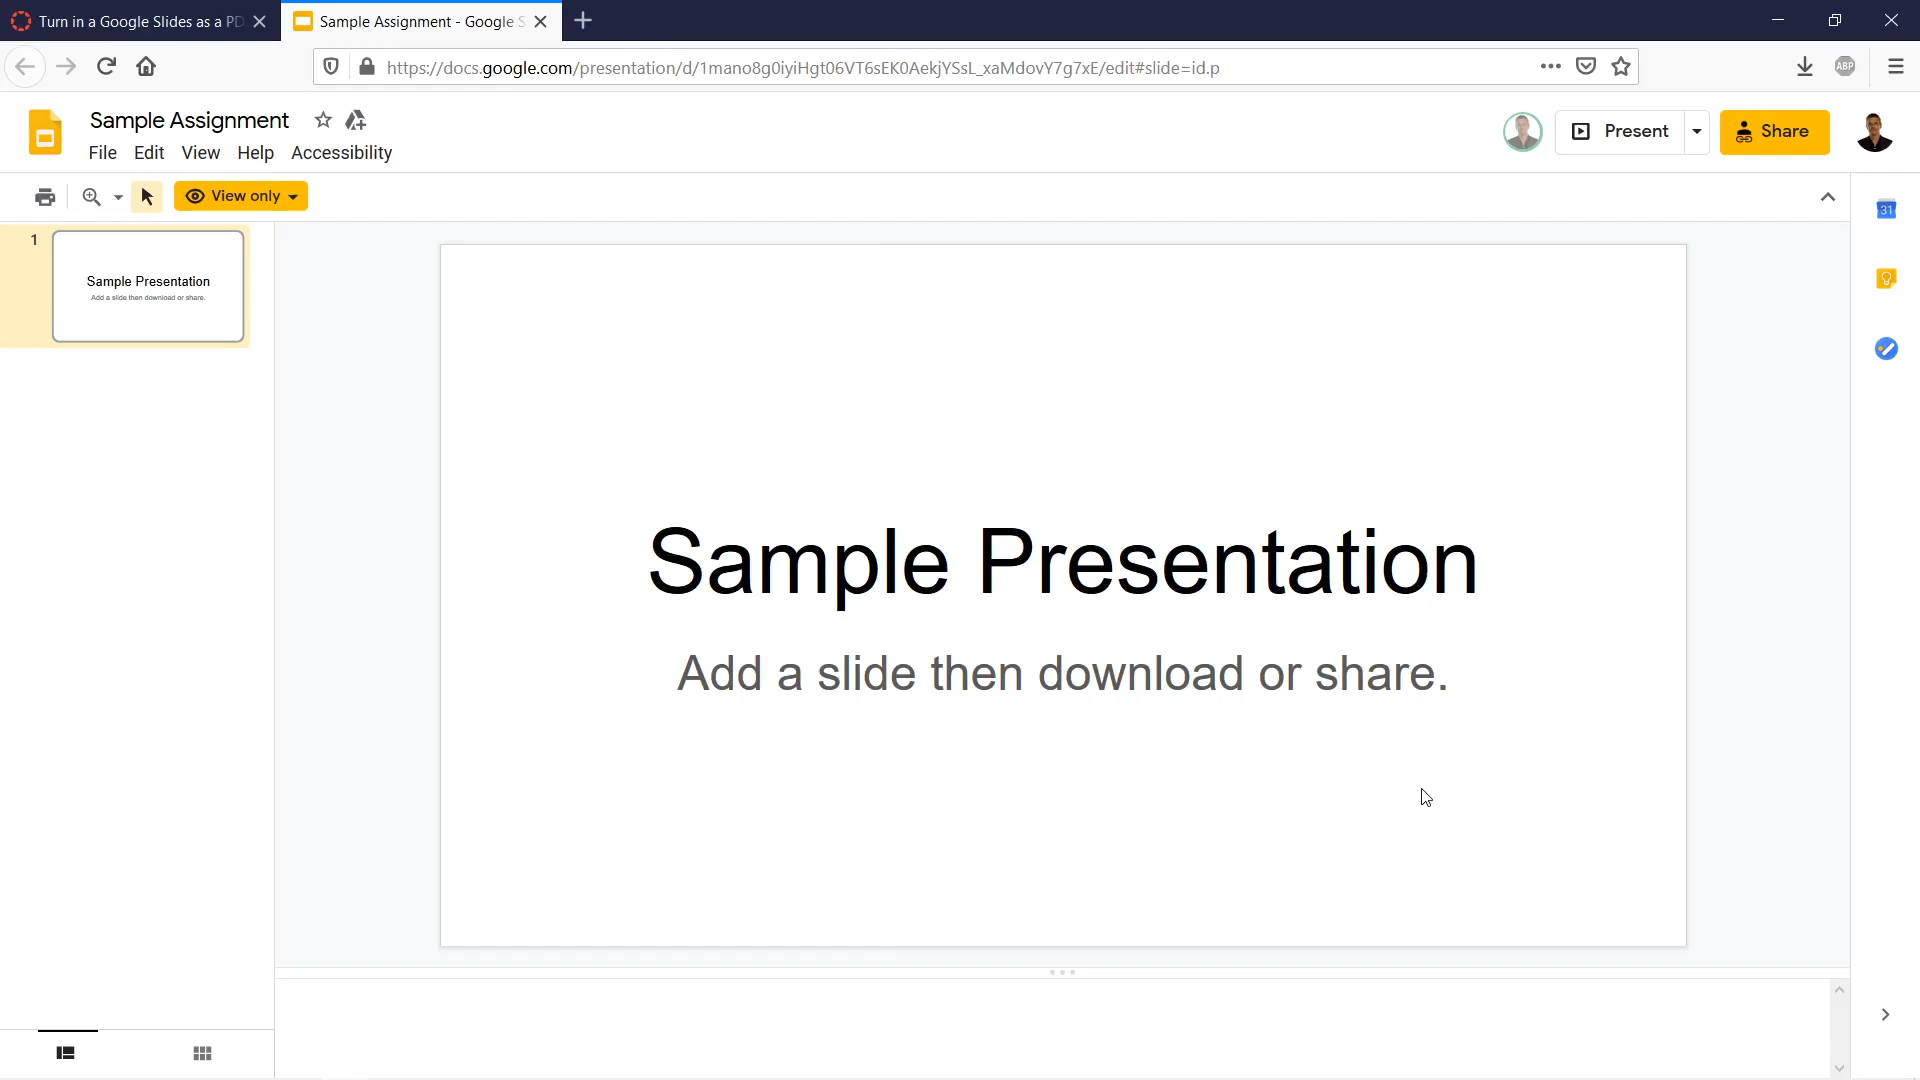 Turn in a Google Slides as a PD
Sample Assignment - Google S
https://docs.google.com/presentation/d/1mano8g0iyiHgt06VT6sEK0AekjYSsL_xaMdovY7g7xE/edit#slide=id.p
ABP
Sample Assignment
File Edit View Help Accessibility
Present
Share
View only
31
1
Sample Presentation
Add a slide then download or share.
Sample Presentation
Add a slide then download or share.